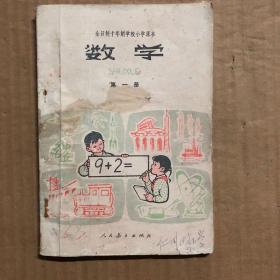 全日制十年制学校小学课本
数学
SHUXUE
第一册
9+2=
人民教育出版社